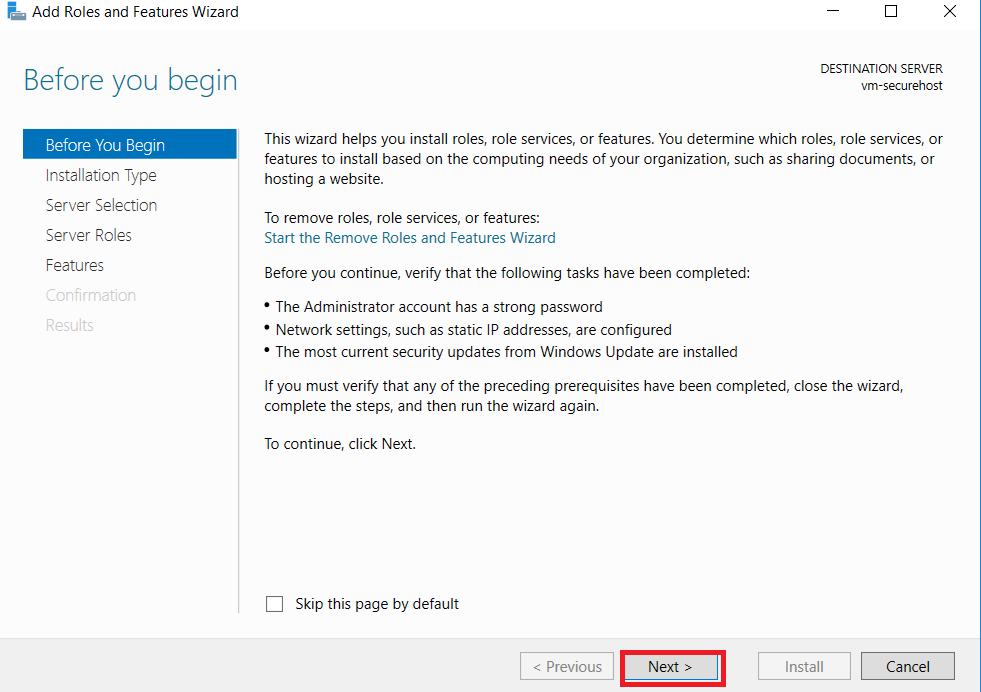 Add Roles and Features Wizard
Before you begin
DESTINATION SERVER
vm-securehost
Before You Begin
Installation Type
Server Selection
Server Roles
Features
Confirmation
Results
This wizard helps you install roles, role services, or features. You determine which roles, role services, or
features to install based on the computing needs of your organization, such as sharing documents, or
hosting a website.
To remove roles, role services, or features:
Start the Remove Roles and Features Wizard
Before you continue, verify that the following tasks have been completed:
• The Administrator account has a strong password
• Network settings, such as static IP addresses, are configured
• The most current security updates from Windows Update are installed
If you must verify that any of the preceding prerequisites have been completed, close the wizard,
complete the steps, and then run the wizard again.
To continue, click Next.
Skip this page by default
< Previous
Next >
Install
Cancel